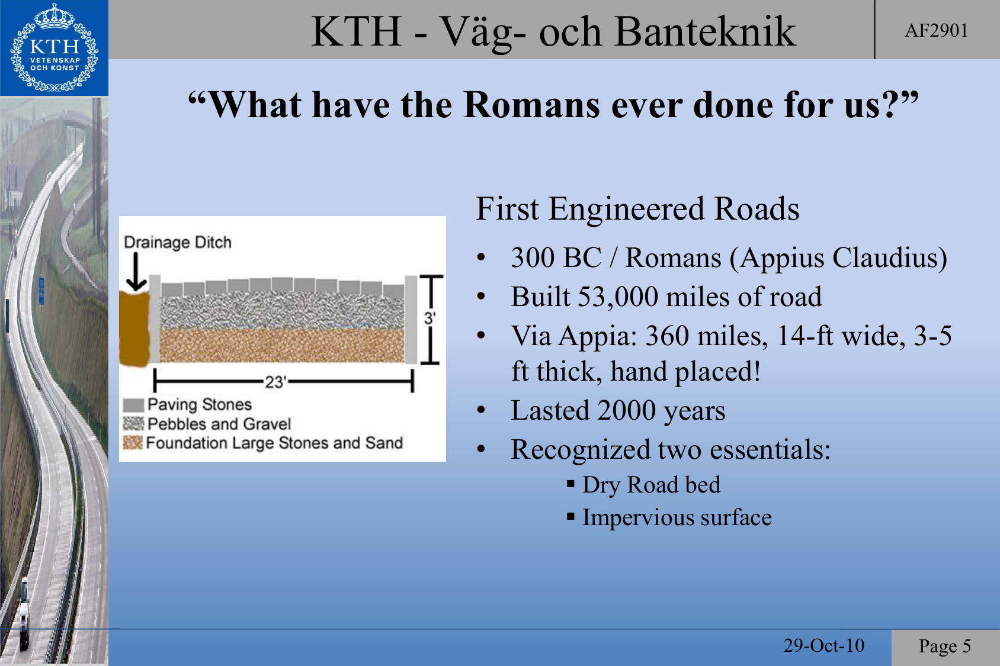 KTH
VETENSKAP
OCH KONST
KTH - Väg- och Banteknik
AF2901
“What have the Romans ever done for us?”
Drainage Ditch
3'
23'
Paving Stones
Pebbles and Gravel
Foundation Large Stones and Sand
First Engineered Roads
• 300 BC / Romans (Appius Claudius)
• Built 53,000 miles of road
• Via Appia: 360 miles, 14-ft wide, 3-5
ft thick, hand placed!
• Lasted 2000 years
• Recognized two essentials:
▪ Dry Road bed
▪ Impervious surface
29-Oct-10
Page 5